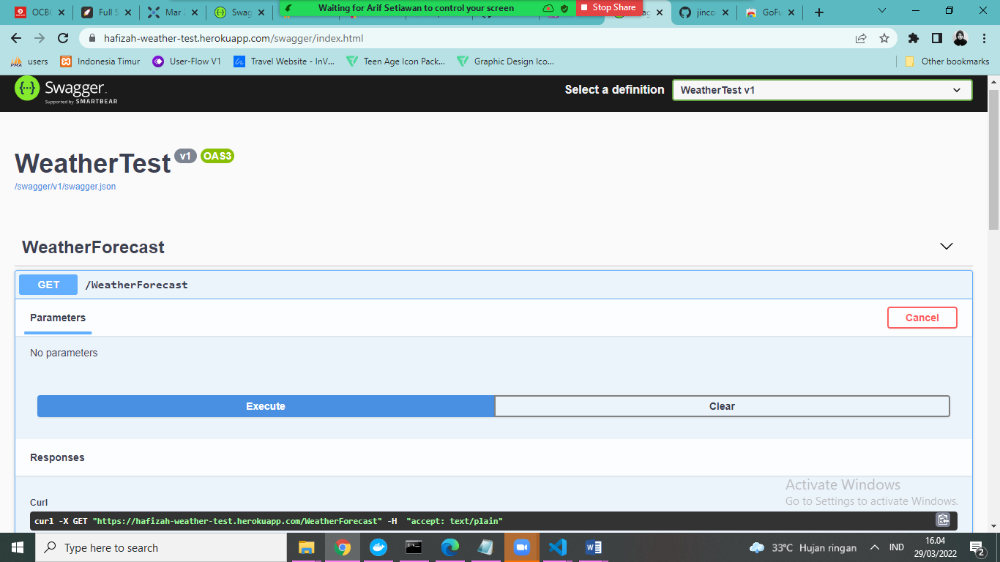 OCBC
Full S
Mar
Swag
Waiting for Arif Setiawan to control your screen
Stop Share
jinco
GoFu
hafizah-weather-test.herokuapp.com/swagger/index.html
users
Indonesia Timur
User-Flow V1
Travel Website - InV...
Teen Age Icon Pack...
Graphic Design Ico...
Other bookmarks
Swagger.
Supported by SMARTBEAR
Select a definition
WeatherTest v1
WeatherTest v1 OAS3
/swagger/v1/swagger.json
WeatherForecast
GET /WeatherForecast
Parameters
Cancel
No parameters
Execute
Clear
Responses
Activate Windows
Go to Settings to activate Windows.
Curl
curl -X GET "https://hafizah-weather-test.herokuapp.com/WeatherForecast" -H "accept: text/plain"
Type here to search
33°C Hujan ringan
IND
16.04
29/03/2022
2